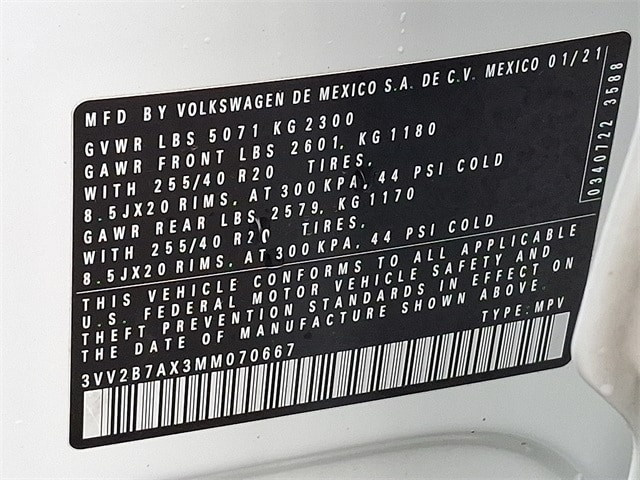 MFD BY VOLKSWAGEN DE MEXICO S.A. DE C.V. MEXICO 01/21
GVWR LBS 5071 KG 2300
GAWR FRONT LBS 2601, KG 1180
WITH 255/40 R20 TIRES,
8.5JX20 RIMS, AT 300 KPA, 44 PSI COLD
GAWR REAR LBS 2579, KG 1170
WITH 255/40 R20 TIRES,
8.5JX20 RIMS, AT 300 KPA, 44 PSI COLD
THIS VEHICLE CONFORMS TO ALL APPLICABLE
U.S. FEDERAL MOTOR VEHICLE SAFETY AND
THEFT PREVENTION STANDARDS IN EFFECT ON
THE DATE OF MANUFACTURE SHOWN ABOVE.
3VV2B7AX3MM070667 TYPE: MPV
0340722 3588